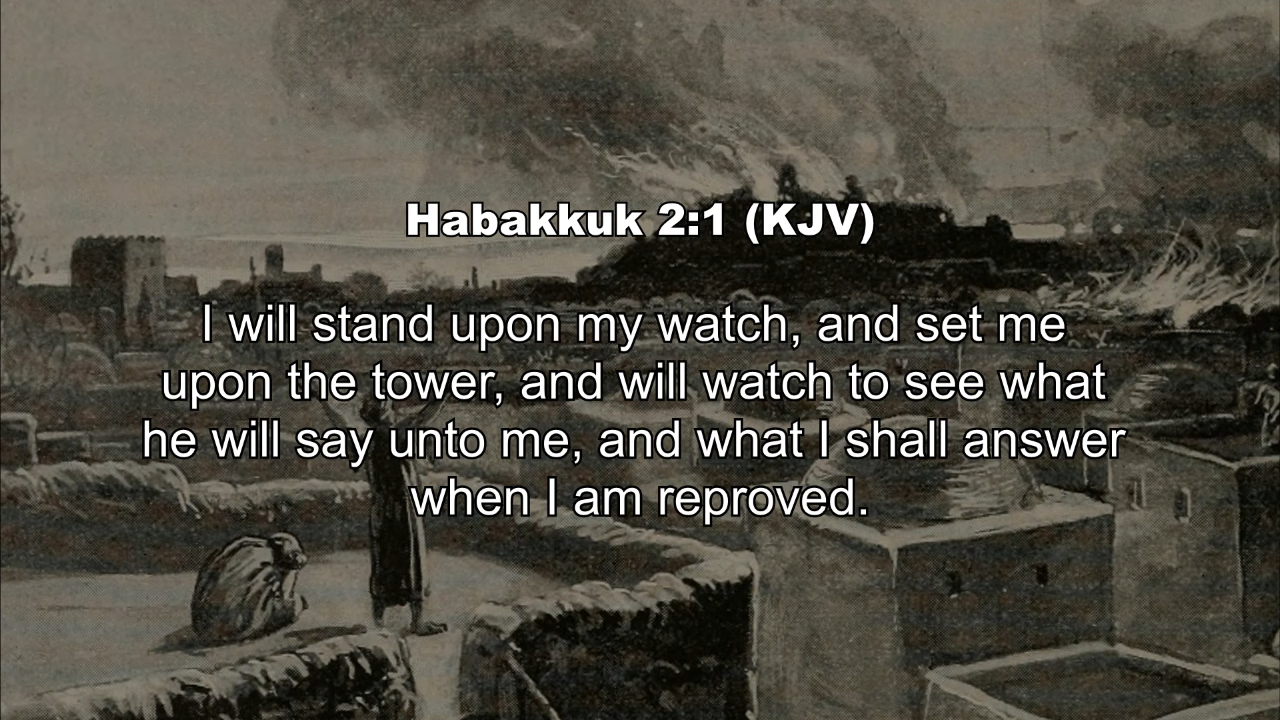 Habakkuk 2:1 (KJV)
I will stand upon my watch, and set me
upon the tower, and will watch to see what
he will say unto me, and what I shall answer
when I am reproved.